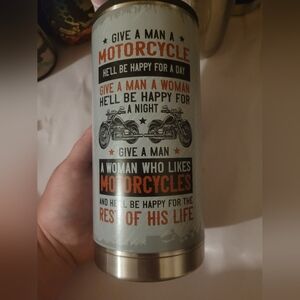 GIVE A MAN A
MOTORCYCLE
HE'LL BE HAPPY FOR A DAY
GIVE A MAN A WOMAN
HE'LL BE HAPPY FOR
A NIGHT
GIVE A MAN
A WOMAN WHO LIKES
MOTORCYCLES
AND HE'LL BE HAPPY FOR THE
REST OF HIS LIFE